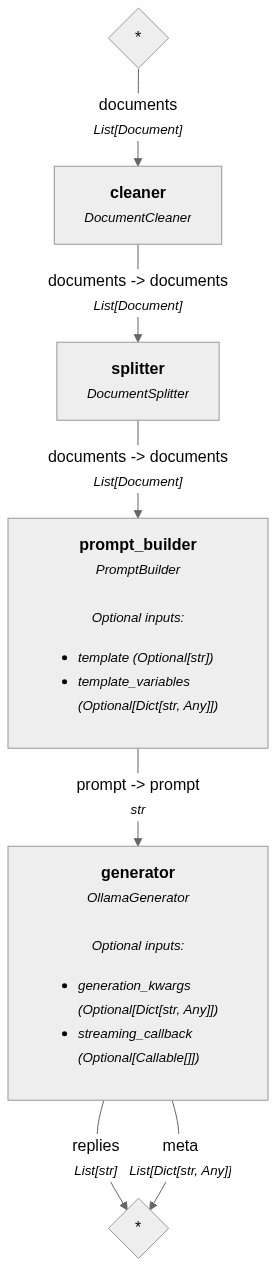 *
documents
List[Document]
cleaner
DocumentCleaner
documents -> documents
List[Document]
splitter
DocumentSplitter
documents -> documents
List[Document]
prompt_builder
PromptBuilder
Optional inputs:
• template (Optional[str])
• template_variables
(Optional[Dict[str, Any]])
prompt -> prompt
str
generator
OllamaGenerator
Optional inputs:
• generation_kwargs
(Optional[Dict[str, Any]])
• streaming_callback
(Optional[Callable[]])
replies meta
List[str] List[Dict[str, Any]]
*